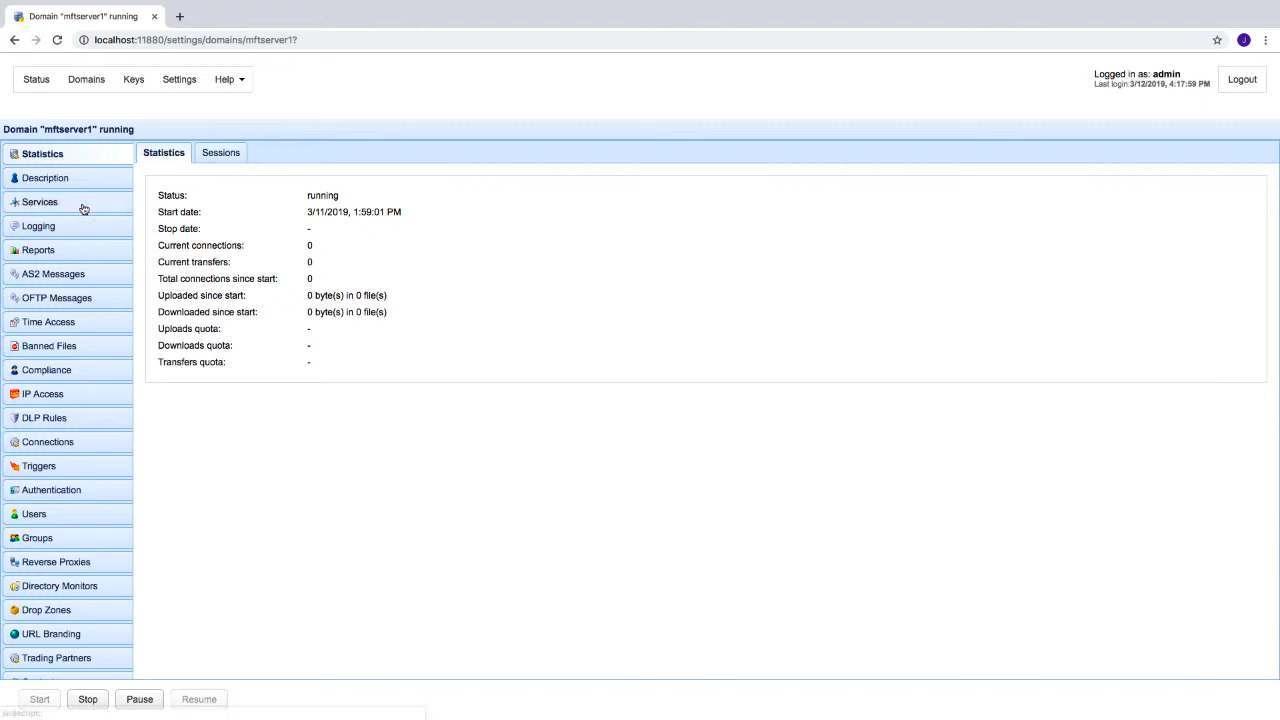 Domain "mftserver1" running
localhost:11880/settings/domains/mftserver1?
J
Status Domains Keys Settings Help
Logged in as: admin
Last login:3/12/2019, 4:17:59 PM
Logout
Domain "mftserver1" running
Statistics
Description
Services
Logging
Reports
AS2 Messages
OFTP Messages
Time Access
Banned Files
Compliance
IP Access
DLP Rules
Connections
Triggers
Authentication
Users
Groups
Reverse Proxies
Directory Monitors
Drop Zones
URL Branding
Trading Partners
Statistics Sessions
Status: running
Start date: 3/11/2019, 1:59:01 PM
Stop date: -
Current connections: 0
Current transfers: 0
Total connections since start: 0
Uploaded since start: 0 byte(s) in 0 file(s)
Downloaded since start: 0 byte(s) in 0 file(s)
Uploads quota: -
Downloads quota: -
Transfers quota: -
Start Stop Pause Resume
javascript: